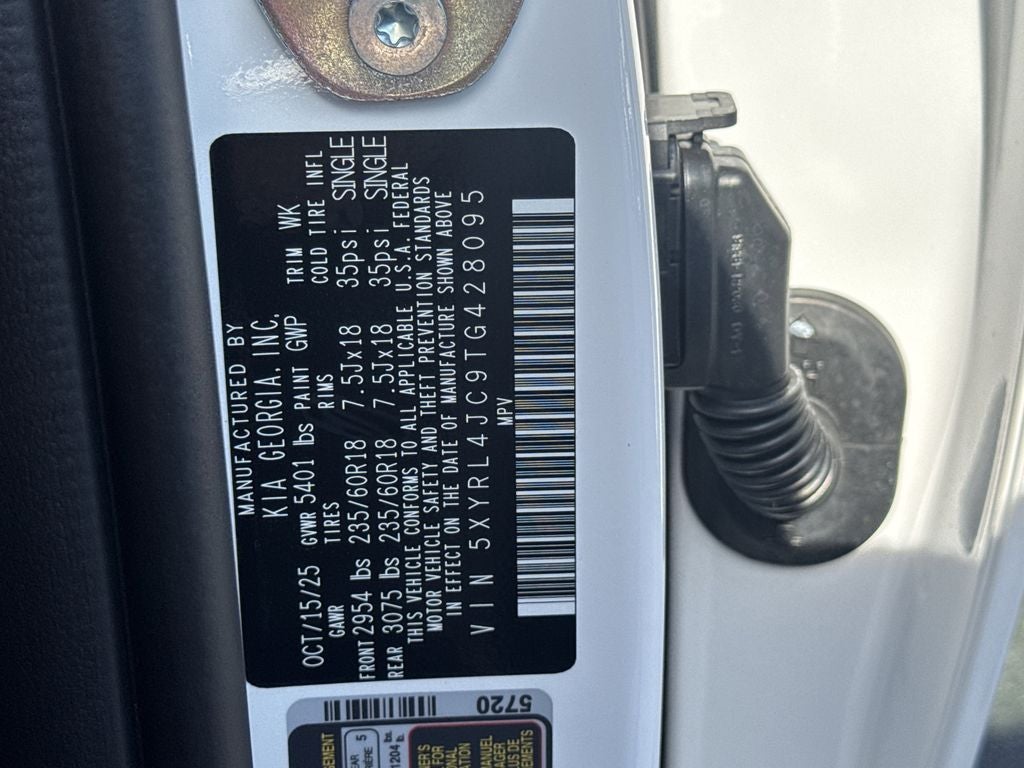 MANUFACTURED BY
KIA GEORGIA, INC.
OCT/15/25 GVWR 5401 lbs PAINT GWP TRIM WK
GAWR TIRES RIMS COLD TIRE INFL
FRONT 2954 lbs 235/60R18 7.5Jx18 35psi SINGLE
REAR 3075 lbs 235/60R18 7.5Jx18 35psi SINGLE
THIS VEHICLE CONFORMS TO ALL APPLICABLE U.S.A. FEDERAL
MOTOR VEHICLE SAFETY AND THEFT PREVENTION STANDARDS
IN EFFECT ON THE DATE OF MANUFACTURE SHOWN ABOVE
VIN 5XYRL4JC9TG428095
MPV
5720
5
1204